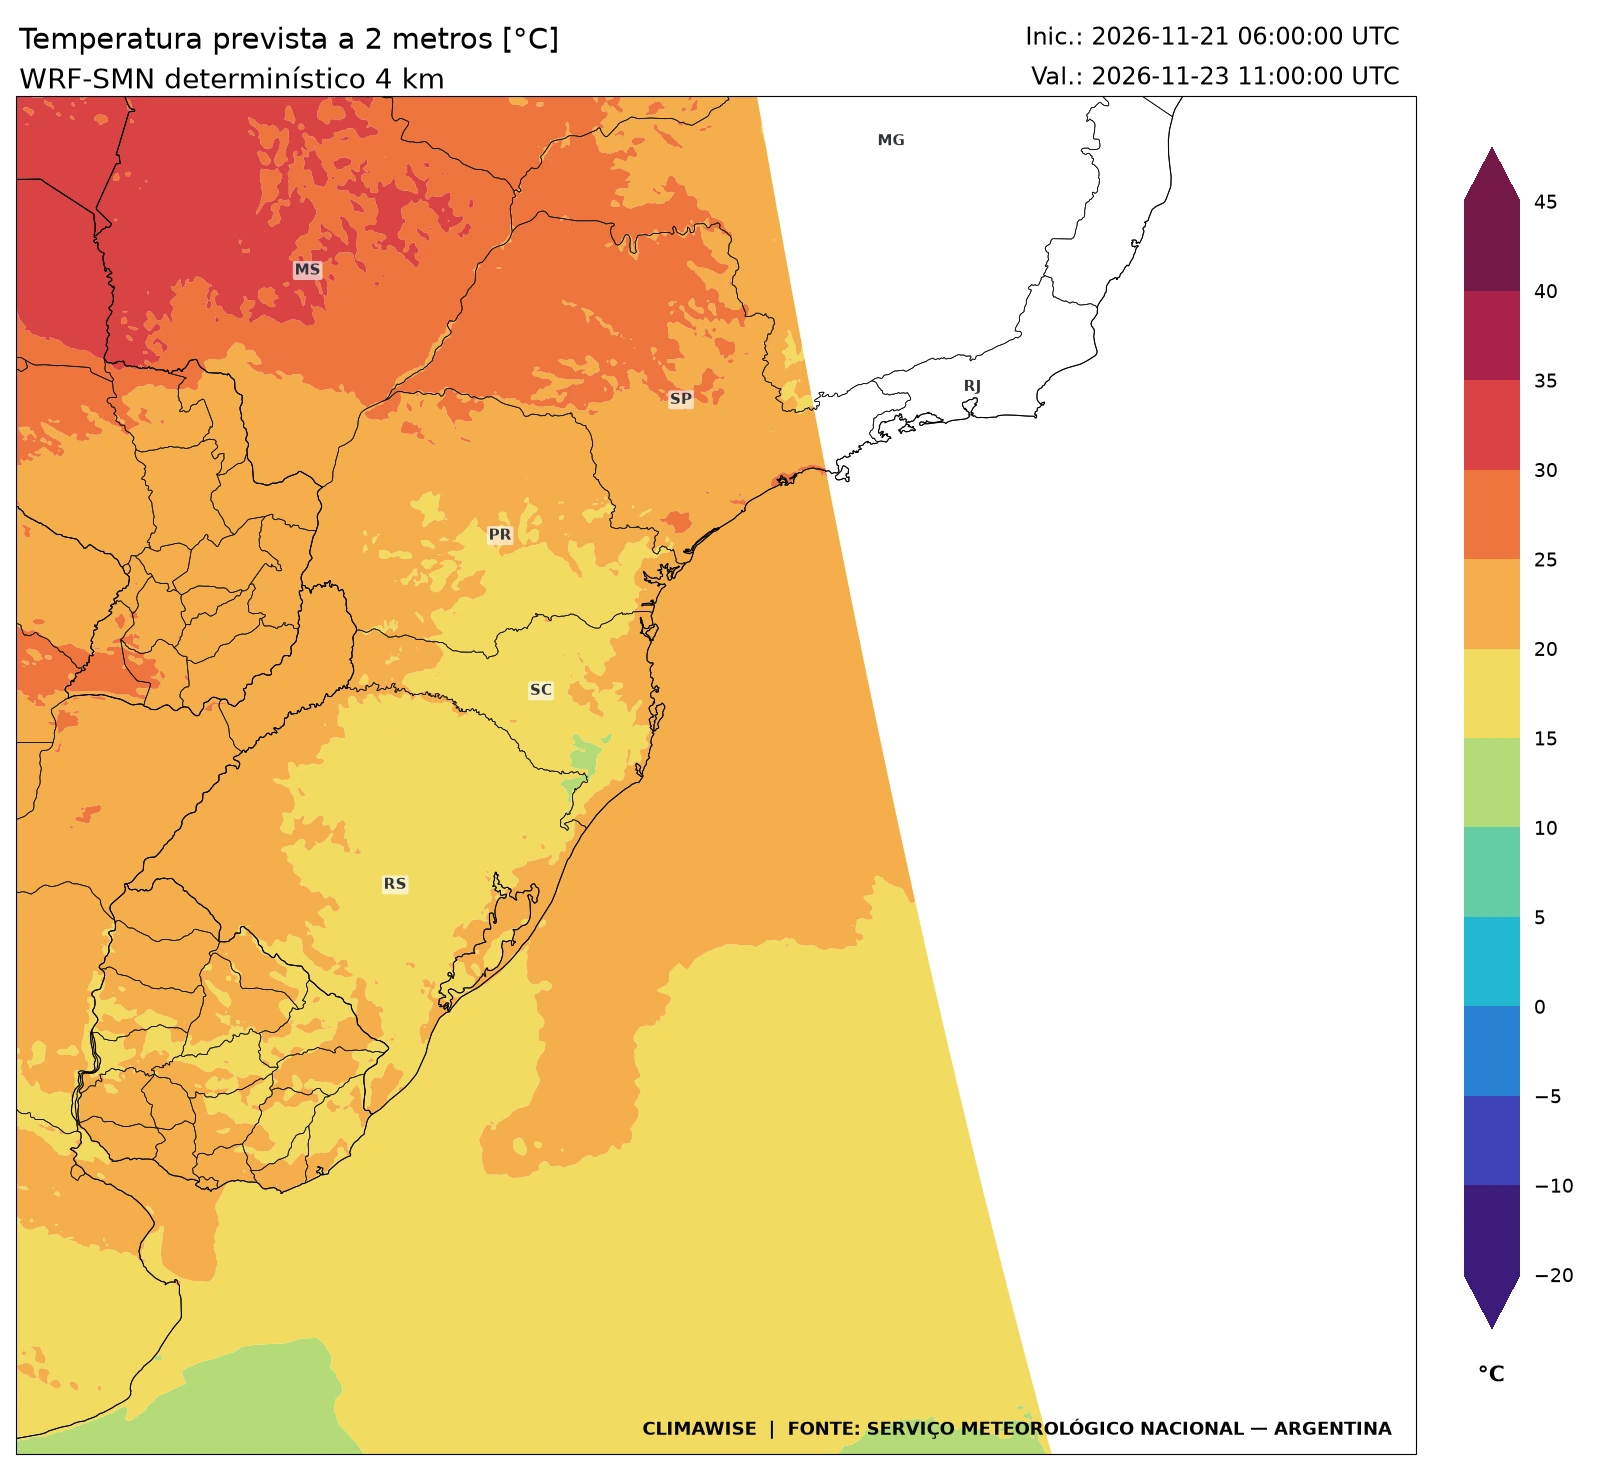 Temperatura prevista a 2 metros [°C]
WRF-SMN determinístico 4 km
Inic.: 2026-11-21 06:00:00 UTC
Val.: 2026-11-23 11:00:00 UTC
MG
MS
RJ
SP
PR
SC
RS
45
40
35
30
25
20
15
10
5
0
−5
−10
−20
°C
CLIMAWISE | FONTE: SERVIÇO METEOROLÓGICO NACIONAL — ARGENTINA